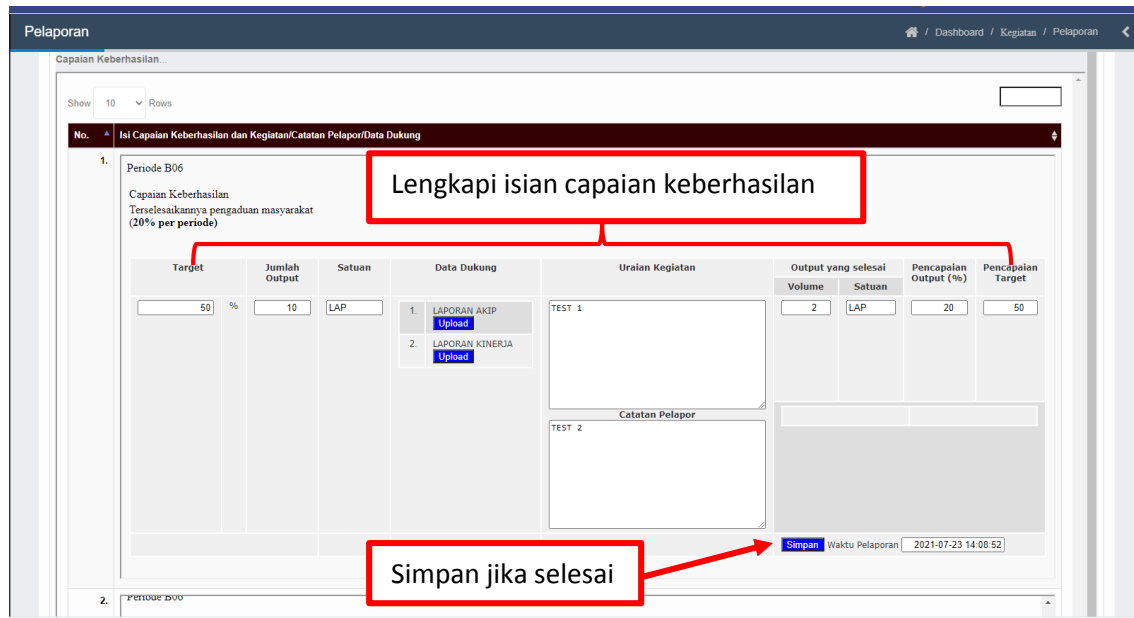 Pelaporan
/ Dashboard / Kegiatan / Pelaporan
Capaian Keberhasilan...
Show 10 Rows
No. Isi Capaian Keberhasilan dan Kegiatan/Catatan Pelapor/Data Dukung
1.
Periode B06
Lengkapi isian capaian keberhasilan
Capaian Keberhasilan
Terselesaikannya pengaduan masyarakat
(20% per periode)
Target Jumlah Output Satuan Data Dukung Uraian Kegiatan Output yang selesai Pencapaian Output (%) Pencapaian Target
Volume Satuan
50 % 10 LAP 1. LAPORAN AKIP TEST 1 2 LAP 20 50
Upload
2. LAPORAN KINERJA
Upload
Catatan Pelapor
TEST 2
Simpan Waktu Pelaporan 2021-07-23 14:08:52
Simpan jika selesai
2. Periode B06